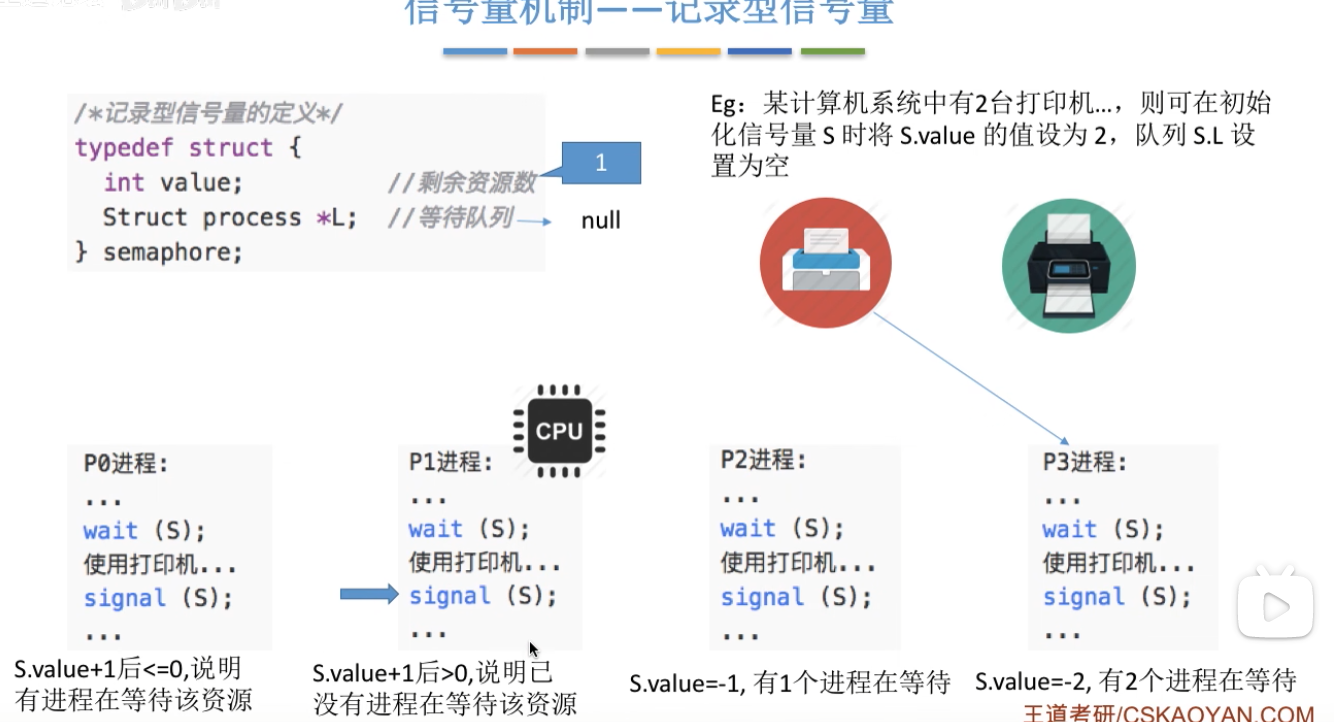 信号量机制——记录型信号量
/*记录型信号量的定义*/
typedef struct {
int value; //剩余资源数
Struct process *L; //等待队列
} semaphore;
1
null
Eg：某计算机系统中有2台打印机...，则可在初始
化信号量 S 时将 S.value 的值设为 2，队列 S.L 设
置为空
CPU
P0进程:
...
wait (S);
使用打印机...
signal (S);
...
S.value+1后<=0,说明
有进程在等待该资源
P1进程:
...
wait (S);
使用打印机...
signal (S);
...
S.value+1后>0,说明已
没有进程在等待该资源
P2进程:
...
wait (S);
使用打印机...
signal (S);
...
S.value=-1, 有1个进程在等待
P3进程:
...
wait (S);
使用打印机...
signal (S);
...
S.value=-2, 有2个进程在等待
王道考研/CSKAOYAN.COM